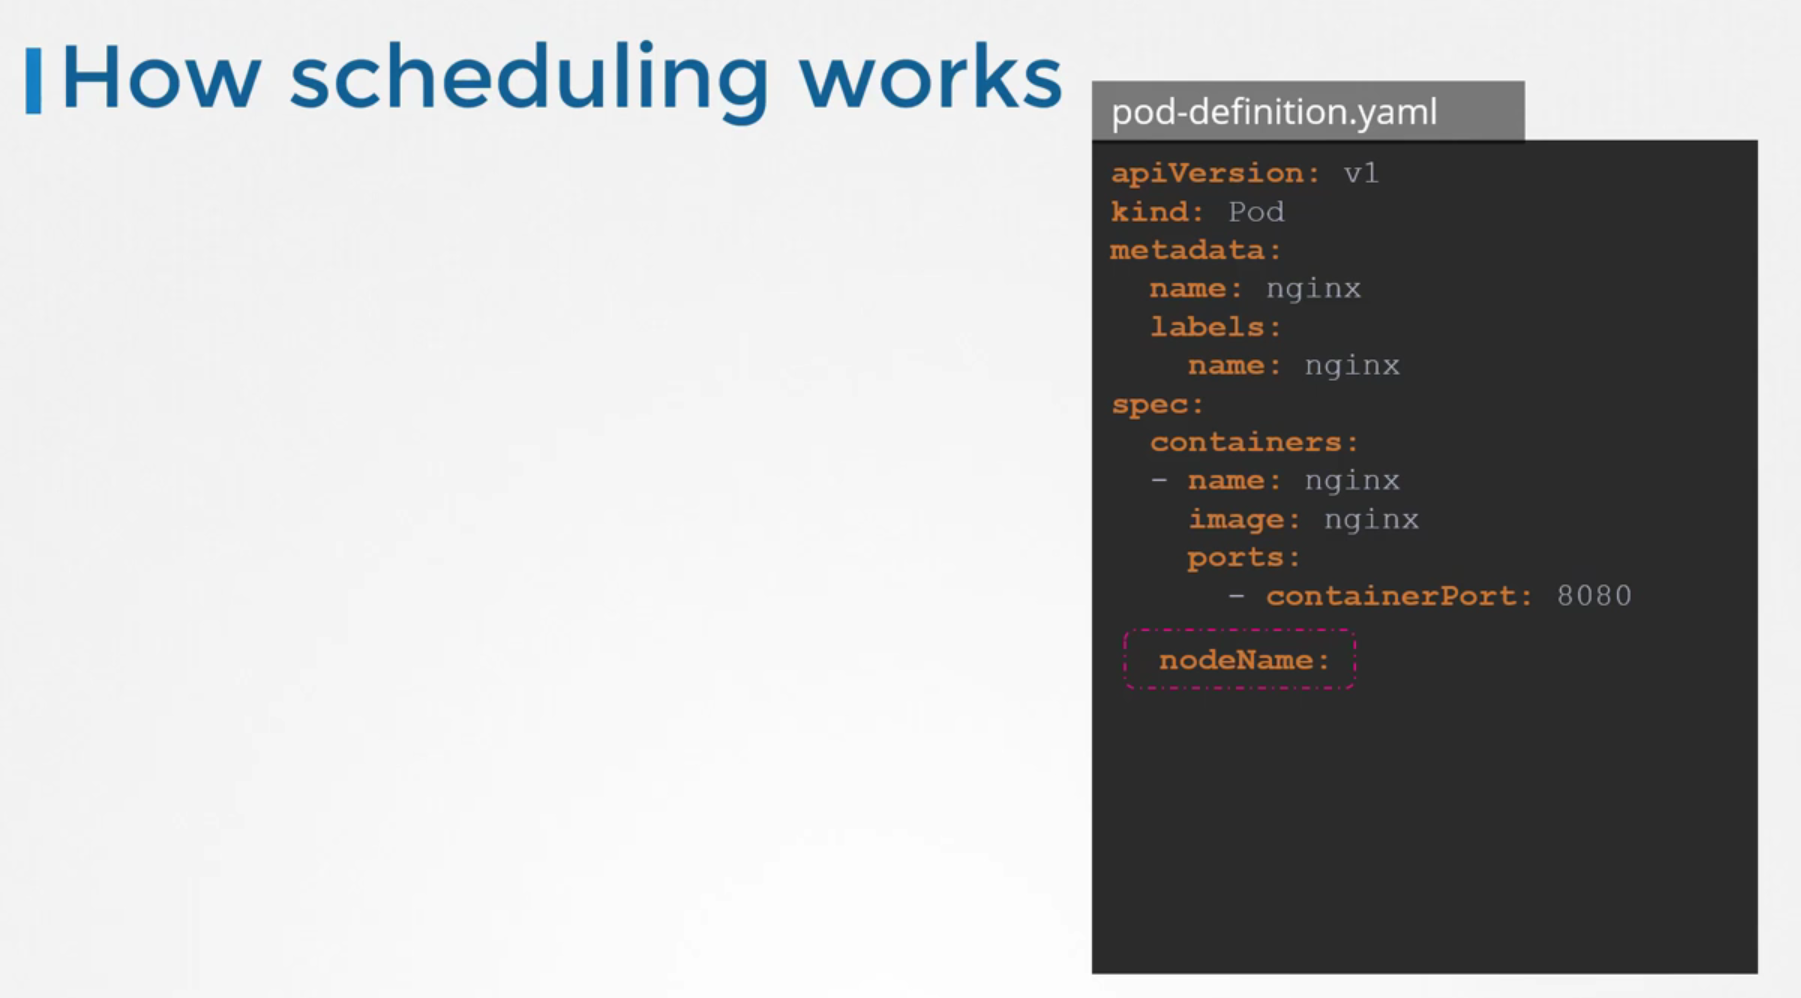 How scheduling works
pod-definition.yaml
apiVersion: v1
kind: Pod
metadata:
  name: nginx
  labels:
    name: nginx
spec:
  containers:
  - name: nginx
    image: nginx
    ports:
      - containerPort: 8080
  nodeName: